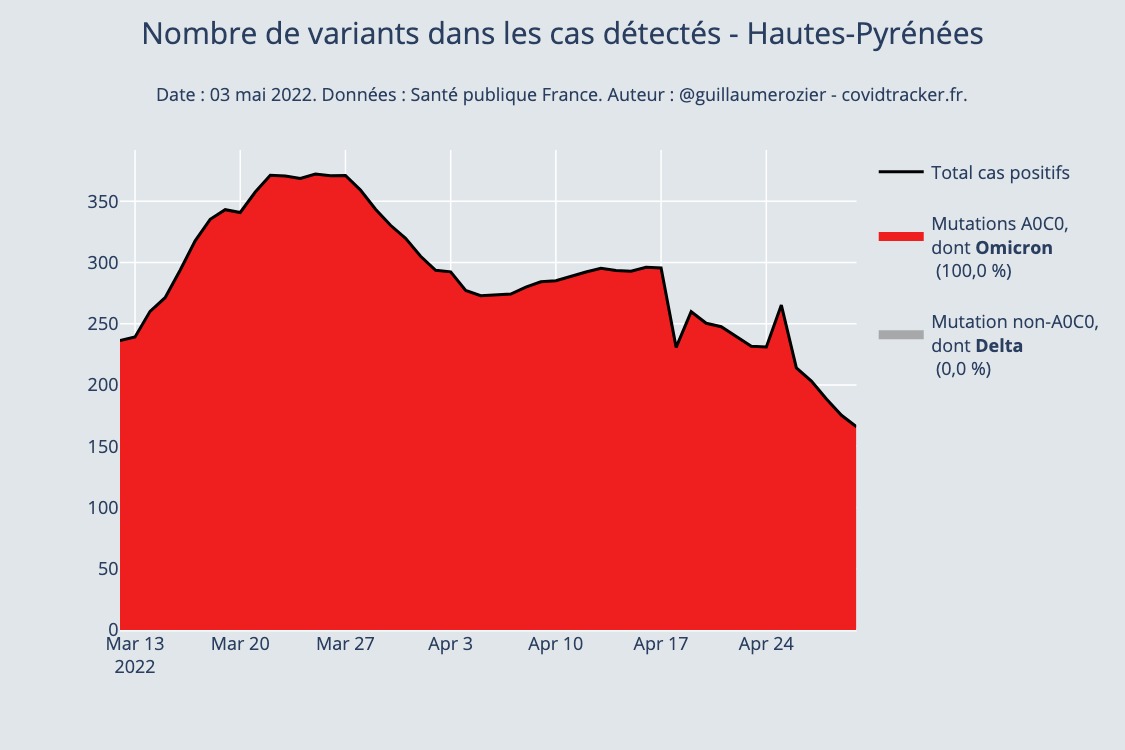 Nombre de variants dans les cas détectés - Hautes-Pyrénées
Date : 03 mai 2022. Données : Santé publique France. Auteur : @guillaumerozier - covidtracker.fr.
Total cas positifs
Mutations A0C0,
dont Omicron
(100,0 %)
Mutation non-A0C0,
dont Delta
(0,0 %)
350
300
250
200
150
100
50
0
Mar 13
2022
Mar 20
Mar 27
Apr 3
Apr 10
Apr 17
Apr 24